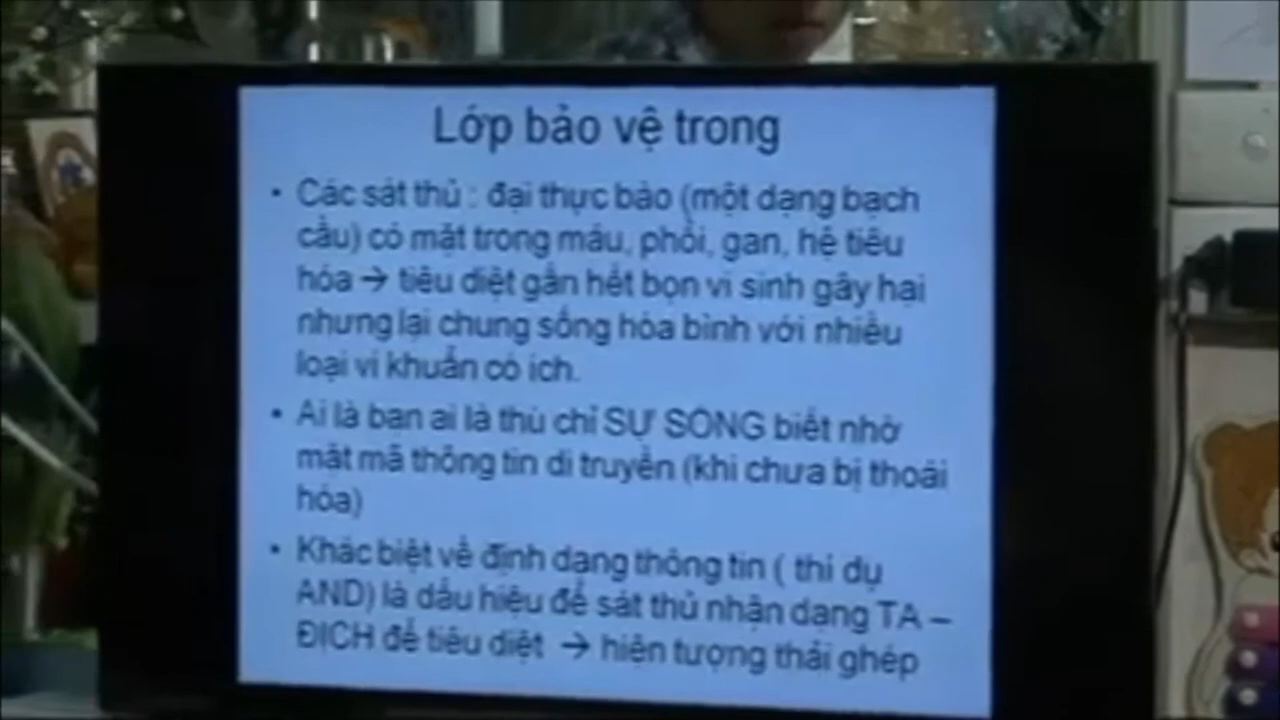 Lớp bảo vệ trong
• Các sát thủ : đại thực bào (một dạng bạch
cầu) có mặt trong máu, phổi, gan, hệ tiêu
hóa → tiêu diệt gần hết bọn vi sinh gây hại
nhưng lại chung sống hòa bình với nhiều
loại vi khuẩn có ích.
• Ai là bạn ai là thù chỉ SỰ SỐNG biết nhờ
mật mã thông tin di truyền (khi chưa bị thoái
hóa)
• Khác biệt về định dạng thông tin ( thí dụ
AND) là dấu hiệu để sát thủ nhận dạng TA –
ĐỊCH để tiêu diệt → hiện tượng thải ghép